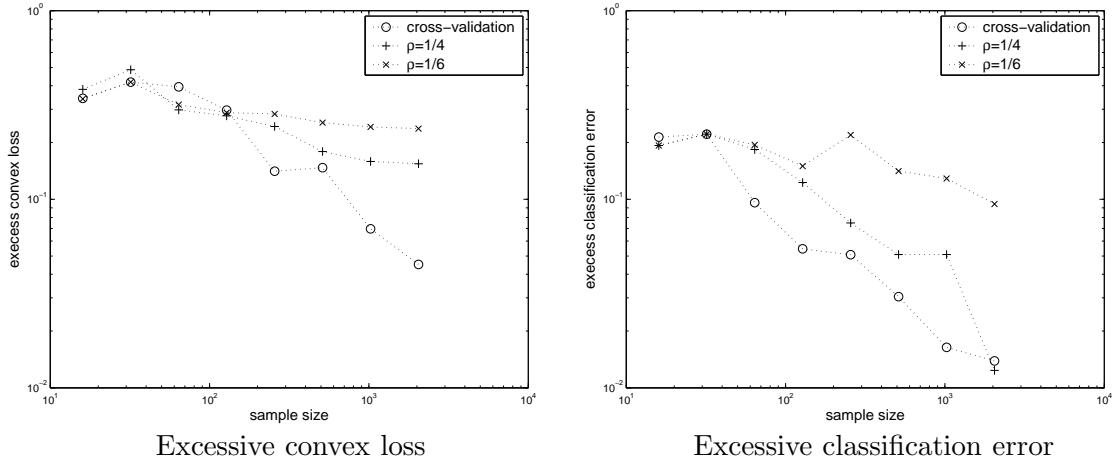 10^0
10^-1
10^-2
10^1
10^2
10^3
10^4
sample size
execess convex loss
cross−validation
ρ=1/4
ρ=1/6
Excessive convex loss
10^0
10^-1
10^-2
10^1
10^2
10^3
10^4
sample size
execess classification error
cross−validation
ρ=1/4
ρ=1/6
Excessive classification error